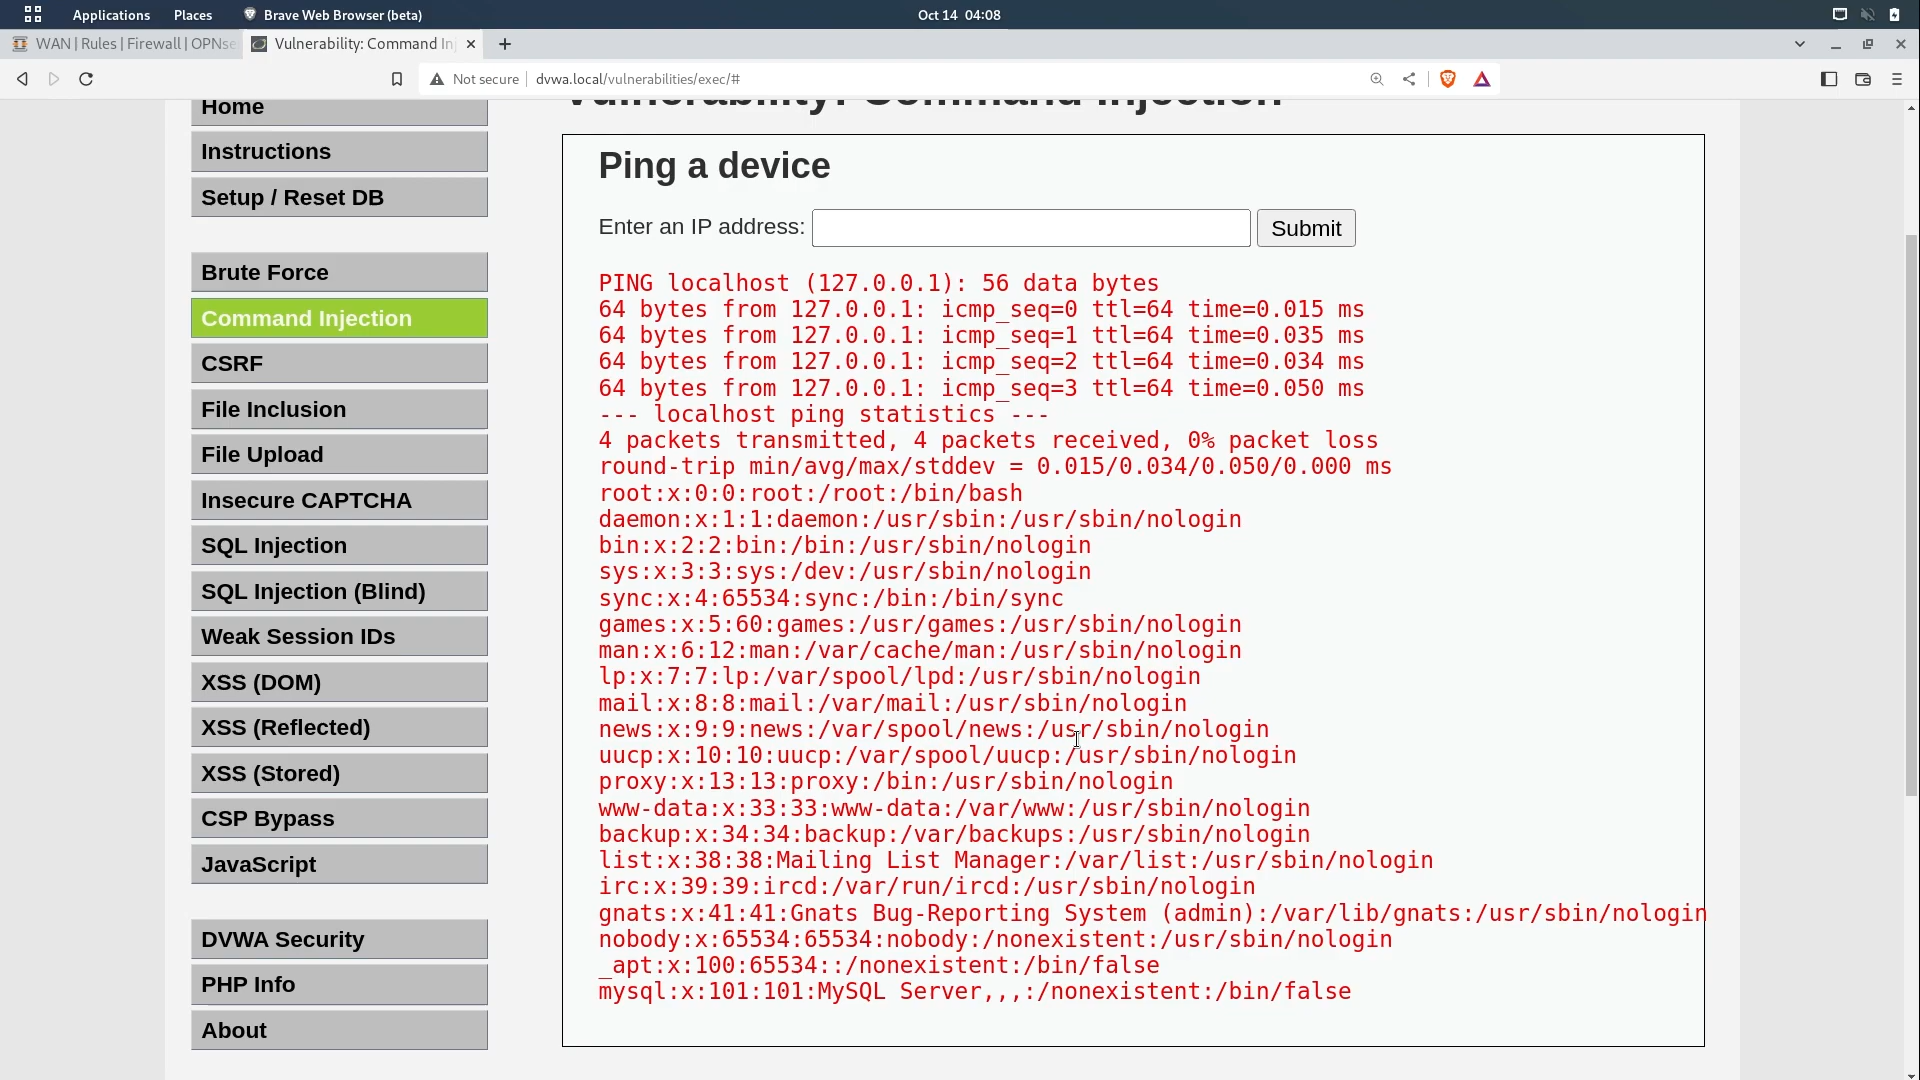 Applications Places Brave Web Browser (beta) Oct 14 04:08
WAN | Rules | Firewall | OPNse Vulnerability: Command Inj
Not secure dvwa.local/vulnerabilities/exec/#
Vulnerability: Command Injection
Home
Instructions
Setup / Reset DB
Brute Force
Command Injection
CSRF
File Inclusion
File Upload
Insecure CAPTCHA
SQL Injection
SQL Injection (Blind)
Weak Session IDs
XSS (DOM)
XSS (Reflected)
XSS (Stored)
CSP Bypass
JavaScript
DVWA Security
PHP Info
About
Ping a device
Enter an IP address: Submit
PING localhost (127.0.0.1): 56 data bytes
64 bytes from 127.0.0.1: icmp_seq=0 ttl=64 time=0.015 ms
64 bytes from 127.0.0.1: icmp_seq=1 ttl=64 time=0.035 ms
64 bytes from 127.0.0.1: icmp_seq=2 ttl=64 time=0.034 ms
64 bytes from 127.0.0.1: icmp_seq=3 ttl=64 time=0.050 ms
--- localhost ping statistics ---
4 packets transmitted, 4 packets received, 0% packet loss
round-trip min/avg/max/stddev = 0.015/0.034/0.050/0.000 ms
root:x:0:0:root:/root:/bin/bash
daemon:x:1:1:daemon:/usr/sbin:/usr/sbin/nologin
bin:x:2:2:bin:/bin:/usr/sbin/nologin
sys:x:3:3:sys:/dev:/usr/sbin/nologin
sync:x:4:65534:sync:/bin:/bin/sync
games:x:5:60:games:/usr/games:/usr/sbin/nologin
man:x:6:12:man:/var/cache/man:/usr/sbin/nologin
lp:x:7:7:lp:/var/spool/lpd:/usr/sbin/nologin
mail:x:8:8:mail:/var/mail:/usr/sbin/nologin
news:x:9:9:news:/var/spool/news:/usr/sbin/nologin
uucp:x:10:10:uucp:/var/spool/uucp:/usr/sbin/nologin
proxy:x:13:13:proxy:/bin:/usr/sbin/nologin
www-data:x:33:33:www-data:/var/www:/usr/sbin/nologin
backup:x:34:34:backup:/var/backups:/usr/sbin/nologin
list:x:38:38:Mailing List Manager:/var/list:/usr/sbin/nologin
irc:x:39:39:ircd:/var/run/ircd:/usr/sbin/nologin
gnats:x:41:41:Gnats Bug-Reporting System (admin):/var/lib/gnats:/usr/sbin/nologin
nobody:x:65534:65534:nobody:/nonexistent:/usr/sbin/nologin
_apt:x:100:65534::/nonexistent:/bin/false
mysql:x:101:101:MySQL Server,,,:/nonexistent:/bin/false